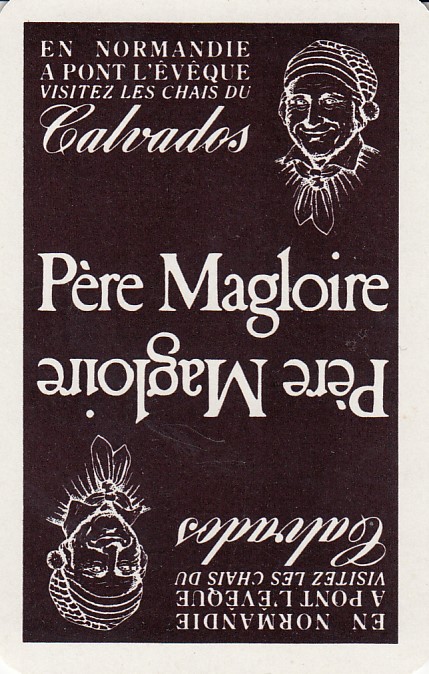 EN NORMANDIE
A PONT L'ÉVÊQUE
VISITEZ LES CHAIS DU
Calvados
Père Magloire
Père Magloire
Calvados
VISITEZ LES CHAIS DU
A PONT L'ÉVÊQUE
EN NORMANDIE